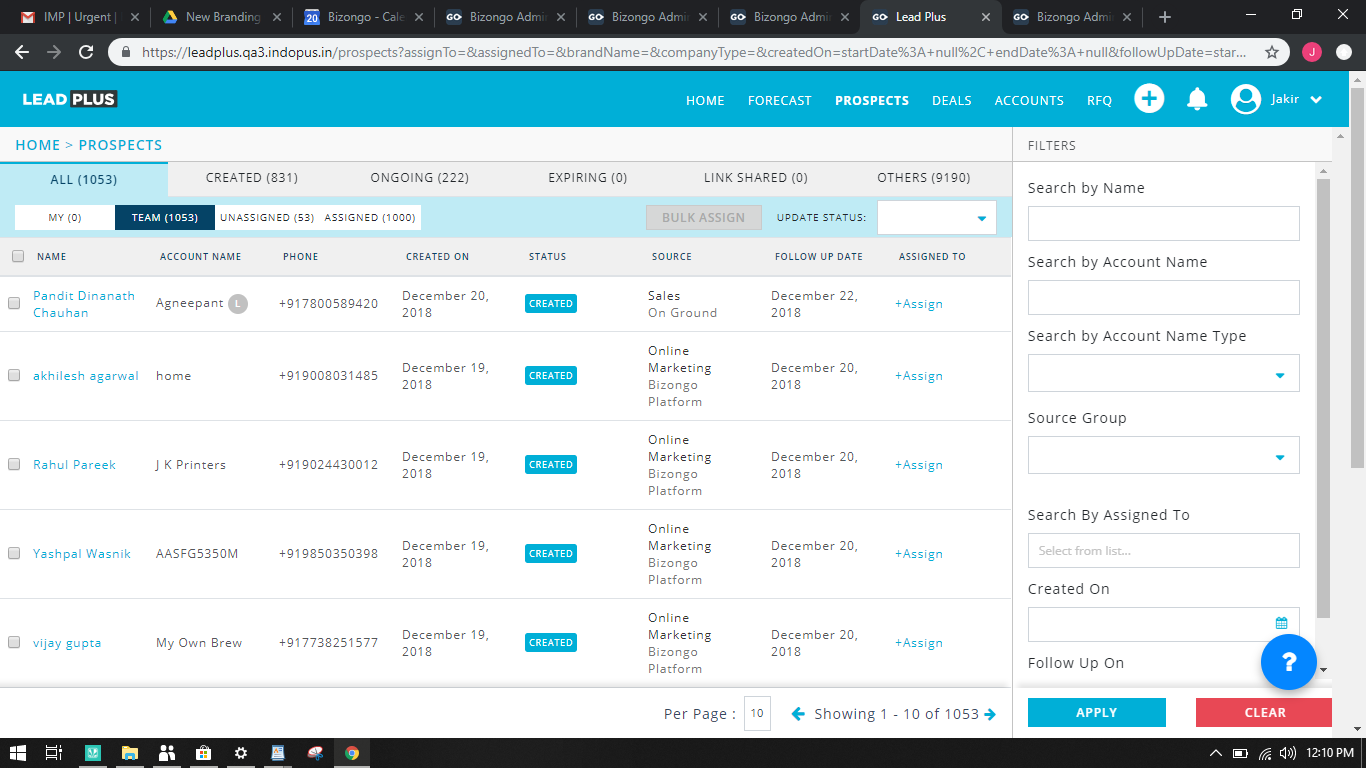 IMP | Urgent |
New Branding
20
Bizongo - Cale
GO
Bizongo Admi
GO
Bizongo Admi
GO
Bizongo Admi
GO
Lead Plus
GO
Bizongo Admi
https://leadplus.qa3.indopus.in/prospects?assignTo=&assignedTo=&brandName=&companyType=&createdOn=startDate%3A+null%2C+endDate%3A+null&followUpDate=star...
J
LEAD PLUS
HOME FORECAST PROSPECTS DEALS ACCOUNTS RFQ
Jakir
HOME > PROSPECTS
ALL (1053) CREATED (831) ONGOING (222) EXPIRING (0) LINK SHARED (0) OTHERS (9190)
MY (0) TEAM (1053) UNASSIGNED (53) ASSIGNED (1000) BULK ASSIGN UPDATE STATUS:
NAME ACCOUNT NAME PHONE CREATED ON STATUS SOURCE FOLLOW UP DATE ASSIGNED TO
Pandit Dinanath
Chauhan
Agneepant L
+917800589420
December 20,
2018
CREATED
Sales
On Ground
December 22,
2018
+Assign
akhilesh agarwal
home
+919008031485
December 19,
2018
CREATED
Online
Marketing
Bizongo
Platform
December 20,
2018
+Assign
Rahul Pareek
J K Printers
+919024430012
December 19,
2018
CREATED
Online
Marketing
Bizongo
Platform
December 20,
2018
+Assign
Yashpal Wasnik
AASFG5350M
+919850350398
December 19,
2018
CREATED
Online
Marketing
Bizongo
Platform
December 20,
2018
+Assign
vijay gupta
My Own Brew
+917738251577
December 19,
2018
CREATED
Online
Marketing
Bizongo
Platform
December 20,
2018
+Assign
Per Page : 10 Showing 1 - 10 of 1053
FILTERS
Search by Name
Search by Account Name
Search by Account Name Type
Source Group
Search By Assigned To
Select from list...
Created On
Follow Up On
?
APPLY CLEAR
12:10 PM